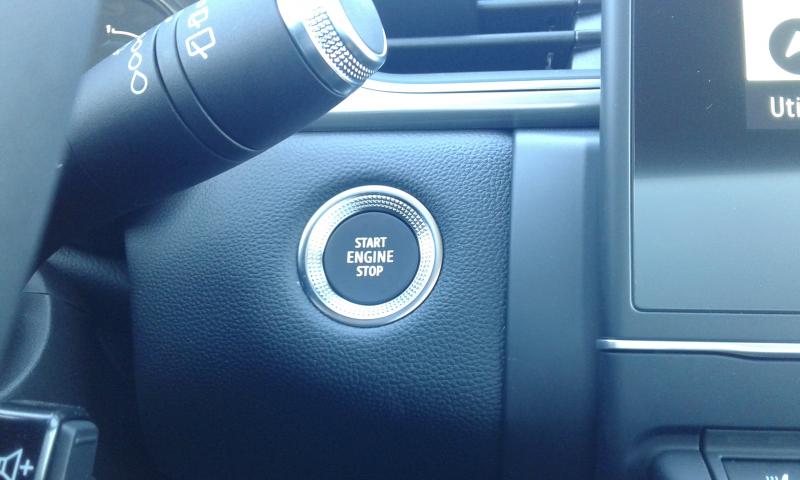 START
ENGINE
STOP
Uti
+